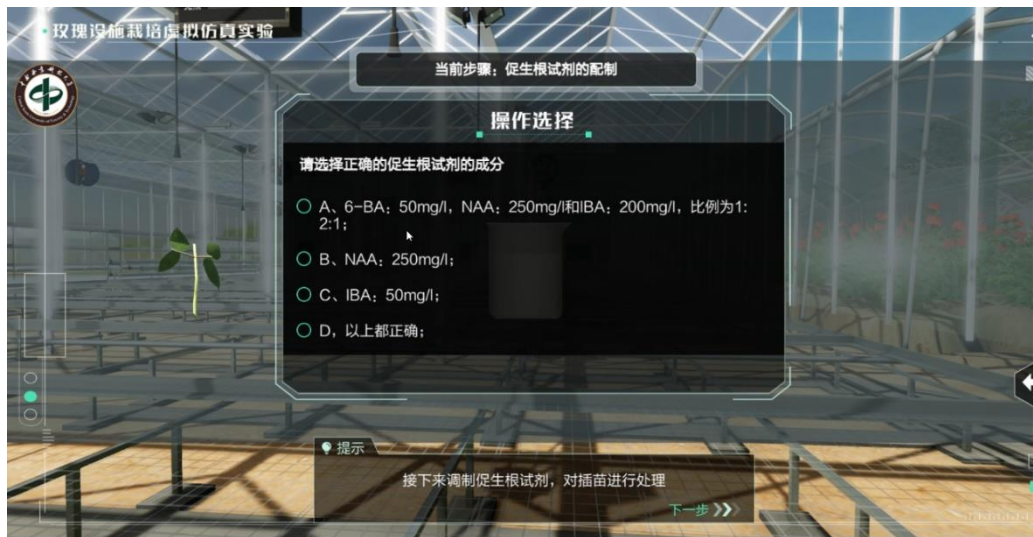 玫瑰设施栽培虚拟仿真实验
当前步骤：促生根试剂的配制
操作选择
请选择正确的促生根试剂的成分
A、6-BA：50mg/l，NAA：250mg/l和IBA：200mg/l，比例为1:
2:1；
B、NAA：250mg/l；
C、IBA：50mg/l；
D，以上都正确；
提示
接下来调制促生根试剂，对插苗进行处理
下一步